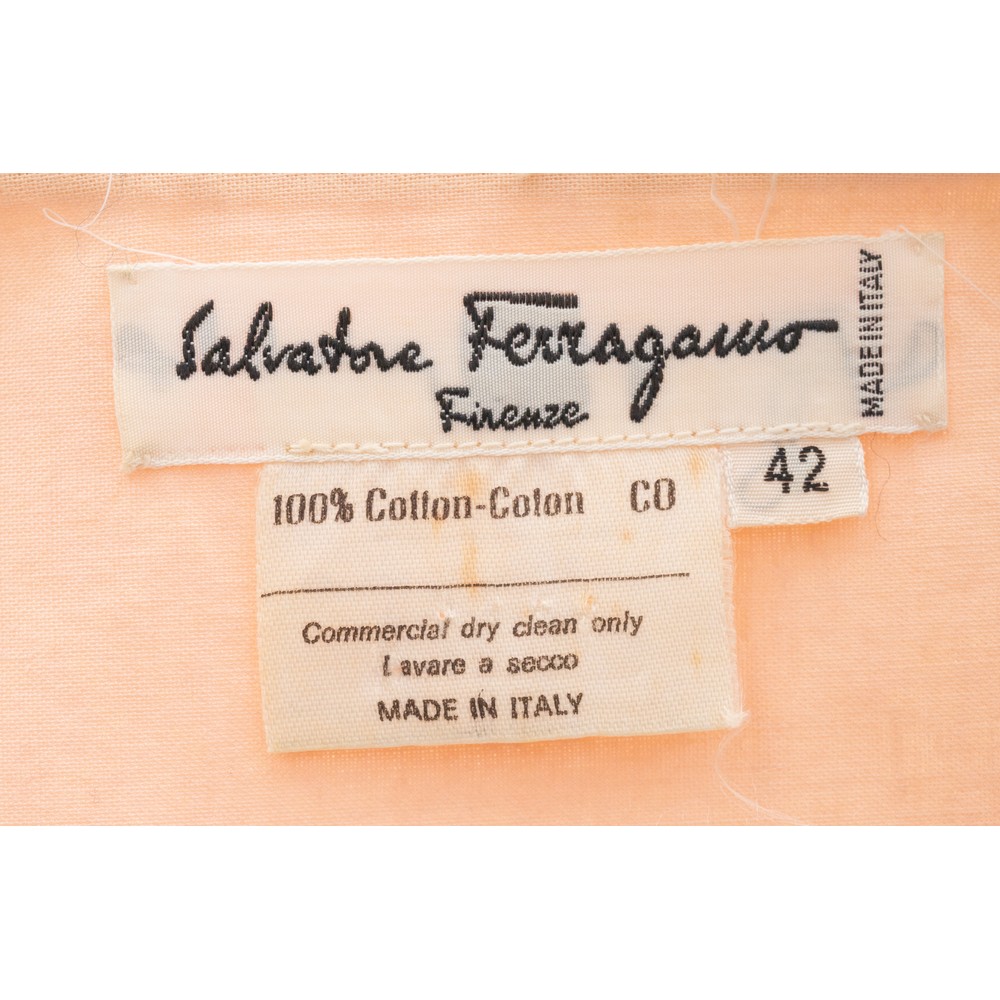 Salvatore Ferragamo
Firenze
MADE IN ITALY
42
100% Cotton-Coton CO
Commercial dry clean only
Lavare a secco
MADE IN ITALY